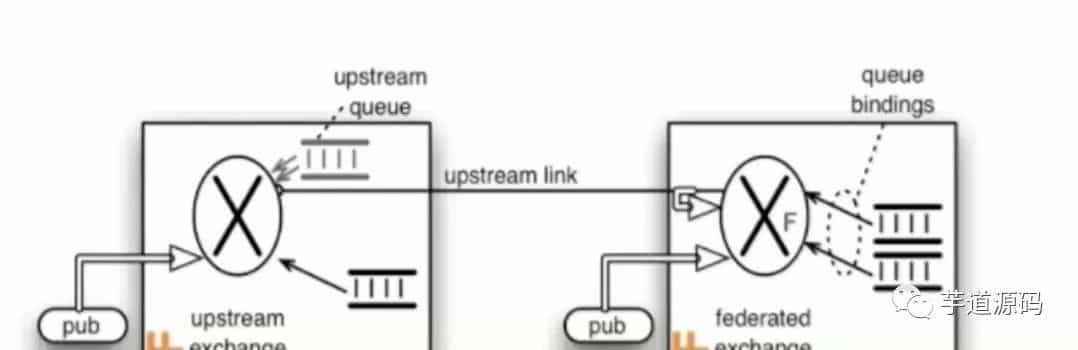 upstream
queue
queue
bindings
upstream link
F
pub
upstream
exchange
pub
federated
exchange
芋道源码